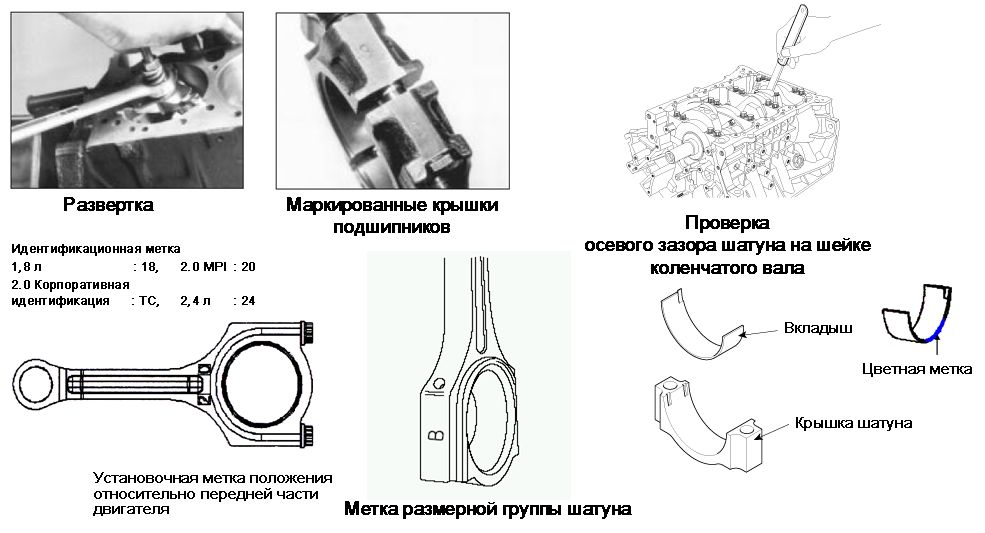 Развертка
Маркированные крышки
подшипников
Проверка
осевого зазора шатуна на шейке
коленчатого вала
Идентификационная метка
1,8 л : 18, 2.0 MPI : 20
2.0 Корпоративная
идентификация : TC, 2,4 л : 24
Вкладыш
Цветная метка
Крышка шатуна
B
Установочная метка положения
относительно передней части
двигателя
Метка размерной группы шатуна